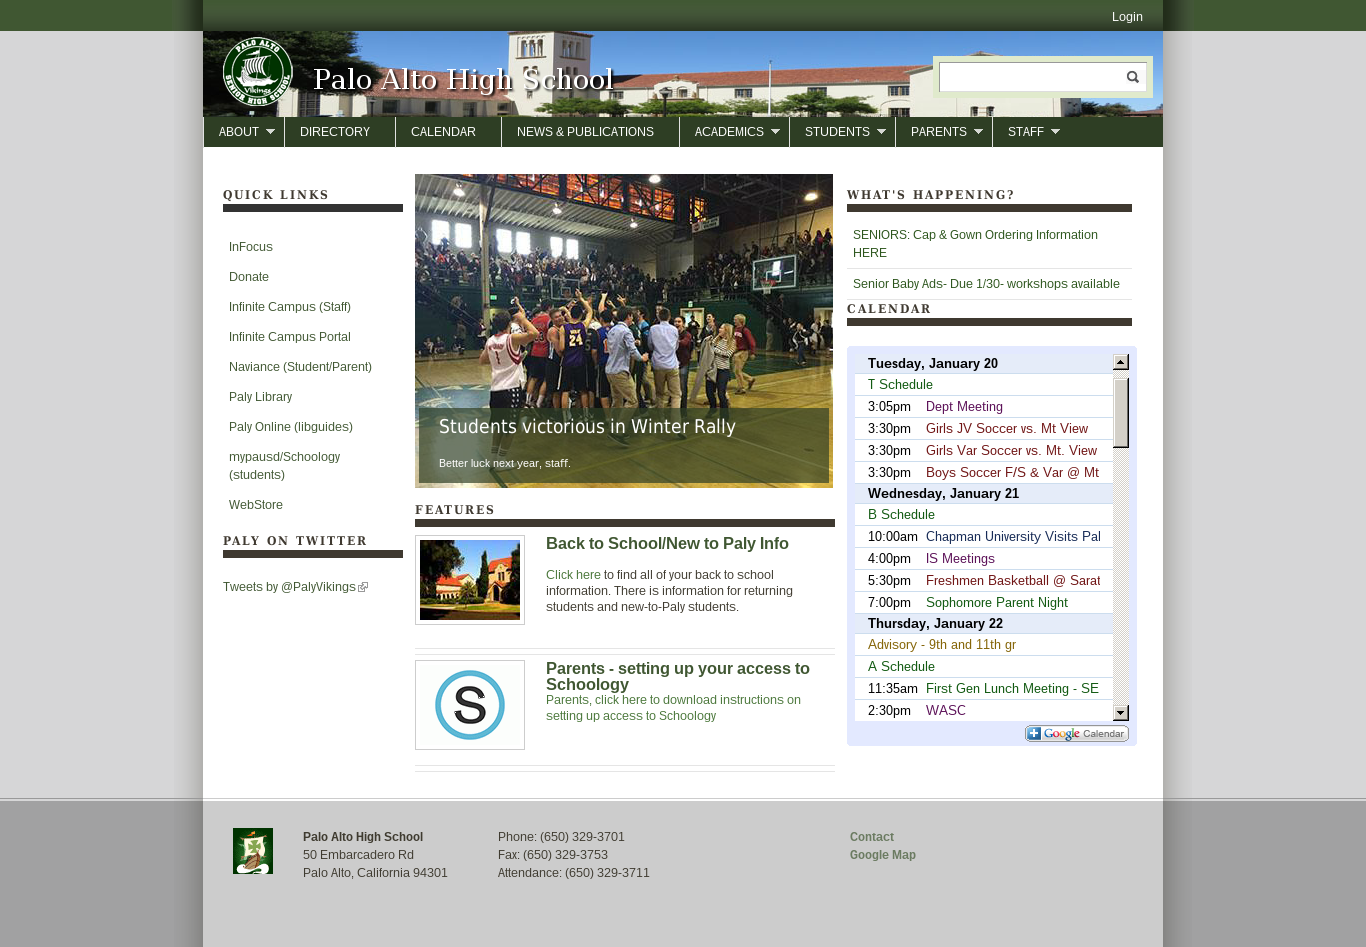 Login
PALO ALTO
Vikings
SENIOR HIGH SCHOOL
Palo Alto High School
ABOUT
DIRECTORY
CALENDAR
NEWS & PUBLICATIONS
ACADEMICS
STUDENTS
PARENTS
STAFF
QUICK LINKS
InFocus
Donate
Infinite Campus (Staff)
Infinite Campus Portal
Naviance (Student/Parent)
Paly Library
Paly Online (libguides)
mypausd/Schoology
(students)
WebStore
PALY ON TWITTER
Tweets by @PalyVikings
24
Students victorious in Winter Rally
Better luck next year, staff.
FEATURES
Back to School/New to Paly Info
Click here to find all of your back to school
information. There is information for returning
students and new-to-Paly students.
S
Parents - setting up your access to
Schoology
Parents, click here to download instructions on
setting up access to Schoology
WHAT'S HAPPENING?
SENIORS: Cap & Gown Ordering Information
HERE
Senior Baby Ads- Due 1/30- workshops available
CALENDAR
Tuesday, January 20
T Schedule
3:05pm Dept Meeting
3:30pm Girls JV Soccer vs. Mt View
3:30pm Girls Var Soccer vs. Mt. View
3:30pm Boys Soccer F/S & Var @ Mt
Wednesday, January 21
B Schedule
10:00am Chapman University Visits Pal
4:00pm IS Meetings
5:30pm Freshmen Basketball @ Sarat
7:00pm Sophomore Parent Night
Thursday, January 22
Advisory - 9th and 11th gr
A Schedule
11:35am First Gen Lunch Meeting - SE
2:30pm WASC
Google Calendar
Palo Alto High School
50 Embarcadero Rd
Palo Alto, California 94301
Phone: (650) 329-3701
Fax: (650) 329-3753
Attendance: (650) 329-3711
Contact
Google Map